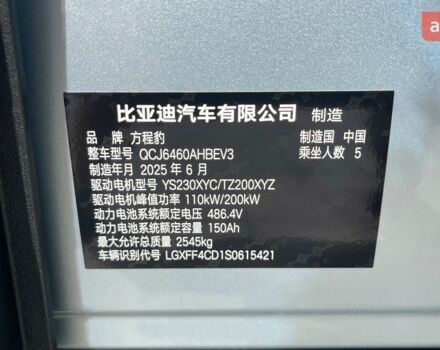 比亚迪汽车有限公司 制造
品 牌 方程豹 制造国 中国
整车型号 QCJ6460AHBEV3 乘坐人数 5
制造年月 2025 年 6 月
驱动电机型号 YS230XYC/TZ200XYZ
驱动电机峰值功率 110kW/200kW
动力电池系统额定电压 486.4V
动力电池系统额定容量 150Ah
最大允许总质量 2545kg
车辆识别代号 LGXFF4CD1S0615421